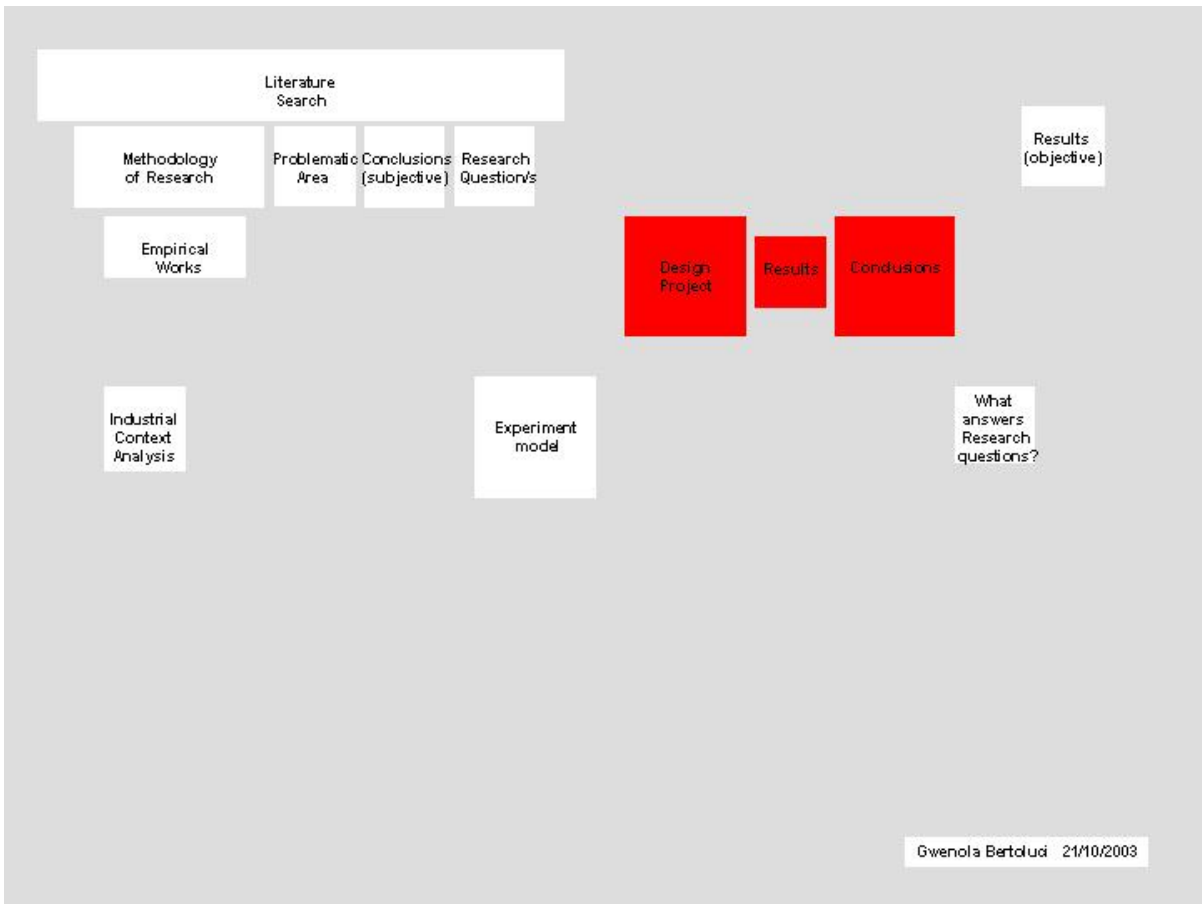 Literature
Search
Methodology
of Research
Problematic
Area
Conclusions
(subjective)
Research
Question/s
Results
(objective)
Empirical
Works
Design
Project
Results
Conclusions
Industrial
Context
Analysis
Experiment
model
What
answers
Research
questions?
Gwenola Bertoluci 21/10/2003